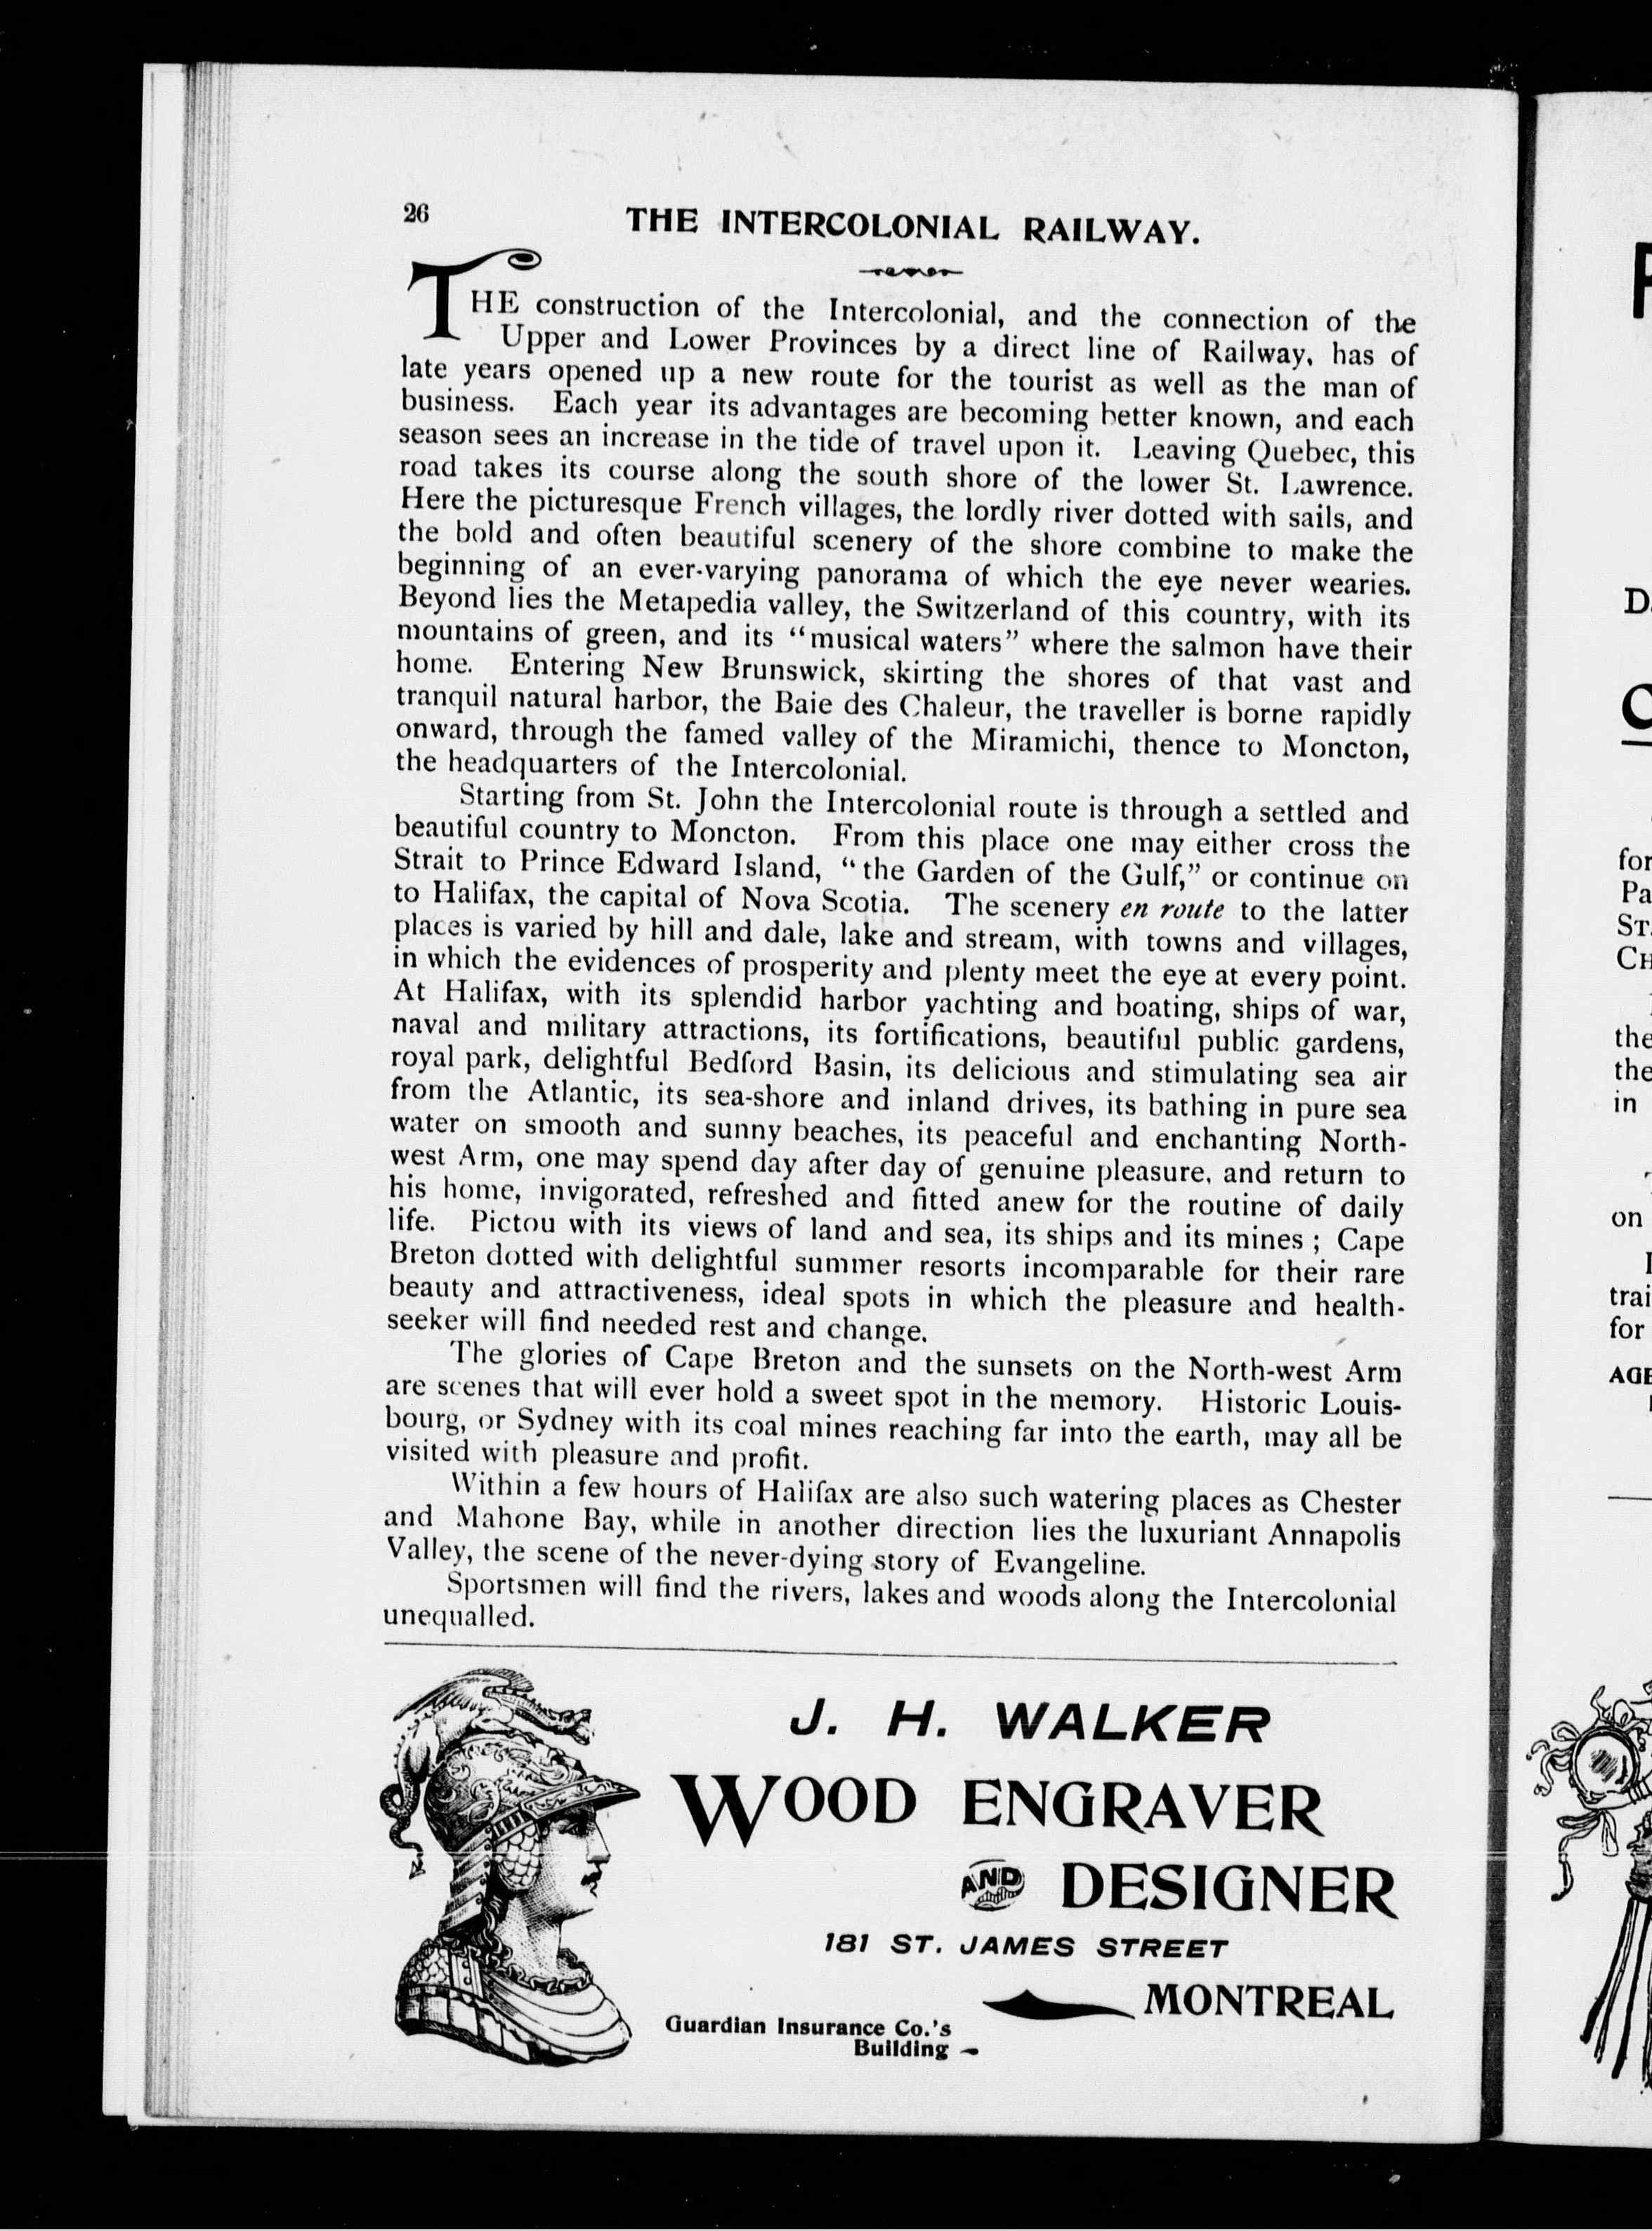 26
THE INTERCOLONIAL RAILWAY.
THE construction of the Intercolonial, and the connection of the
Upper and Lower Provinces by a direct line of Railway, has of
late years opened up a new route for the tourist as well as the man of
business. Each year its advantages are becoming better known, and each
season sees an increase in the tide of travel upon it. Leaving Quebec, this
road takes its course along the south shore of the lower St. Lawrence.
Here the picturesque French villages, the lordly river dotted with sails, and
the bold and often beautiful scenery of the shore combine to make the
beginning of an ever-varying panorama of which the eye never wearies.
Beyond lies the Metapedia valley, the Switzerland of this country, with its
mountains of green, and its “musical waters” where the salmon have their
home. Entering New Brunswick, skirting the shores of that vast and
tranquil natural harbor, the Baie des Chaleur, the traveller is borne rapidly
onward, through the famed valley of the Miramichi, thence to Moncton,
the headquarters of the Intercolonial.
Starting from St. John the Intercolonial route is through a settled and
beautiful country to Moncton. From this place one may either cross the
Strait to Prince Edward Island, “the Garden of the Gulf,” or continue on
to Halifax, the capital of Nova Scotia. The scenery en route to the latter
places is varied by hill and dale, lake and stream, with towns and villages,
in which the evidences of prosperity and plenty meet the eye at every point.
At Halifax, with its splendid harbor yachting and boating, ships of war,
naval and military attractions, its fortifications, beautiful public gardens,
royal park, delightful Bedford Basin, its delicious and stimulating sea air
from the Atlantic, its sea-shore and inland drives, its bathing in pure sea
water on smooth and sunny beaches, its peaceful and enchanting North-
west Arm, one may spend day after day of genuine pleasure, and return to
his home, invigorated, refreshed and fitted anew for the routine of daily
life. Pictou with its views of land and sea, its ships and its mines ; Cape
Breton dotted with delightful summer resorts incomparable for their rare
beauty and attractiveness, ideal spots in which the pleasure and health-
seeker will find needed rest and change.
The glories of Cape Breton and the sunsets on the North-west Arm
are scenes that will ever hold a sweet spot in the memory. Historic Louis-
bourg, or Sydney with its coal mines reaching far into the earth, may all be
visited with pleasure and profit.
Within a few hours of Halifax are also such watering places as Chester
and Mahone Bay, while in another direction lies the luxuriant Annapolis
Valley, the scene of the never-dying story of Evangeline.
Sportsmen will find the rivers, lakes and woods along the Intercolonial
unequalled.
J. H. WALKER
WOOD ENGRAVER
AND DESIGNER
181 ST. JAMES STREET
MONTREAL
Guardian Insurance Co.'s
Building
for
the
the
in
on
for